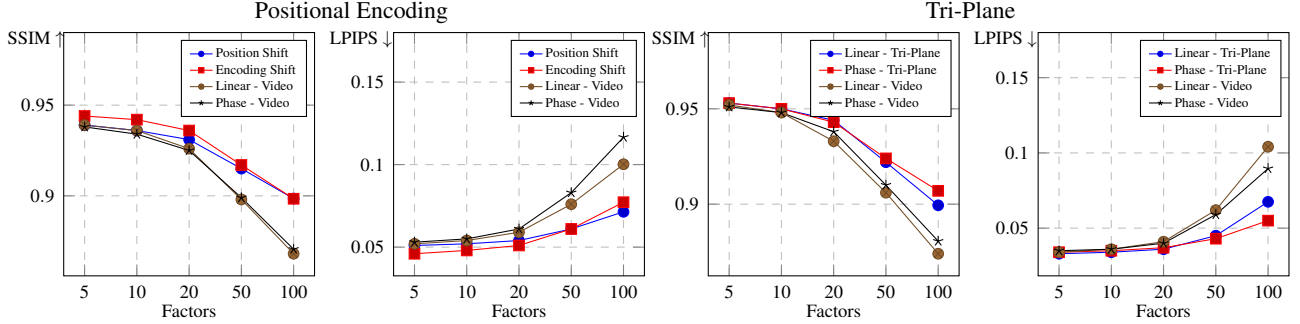 Positional Encoding
Tri-Plane
SSIM ↑
Position Shift
Encoding Shift
Linear - Video
Phase - Video
0.95
0.9
5 10 20 50 100
Factors
LPIPS ↓
Position Shift
Encoding Shift
Linear - Video
Phase - Video
0.15
0.1
0.05
5 10 20 50 100
Factors
SSIM ↑
Linear - Tri-Plane
Phase - Tri-Plane
Linear - Video
Phase - Video
0.95
0.9
5 10 20 50 100
Factors
LPIPS ↓
Linear - Tri-Plane
Phase - Tri-Plane
Linear - Video
Phase - Video
0.15
0.1
0.05
5 10 20 50 100
Factors